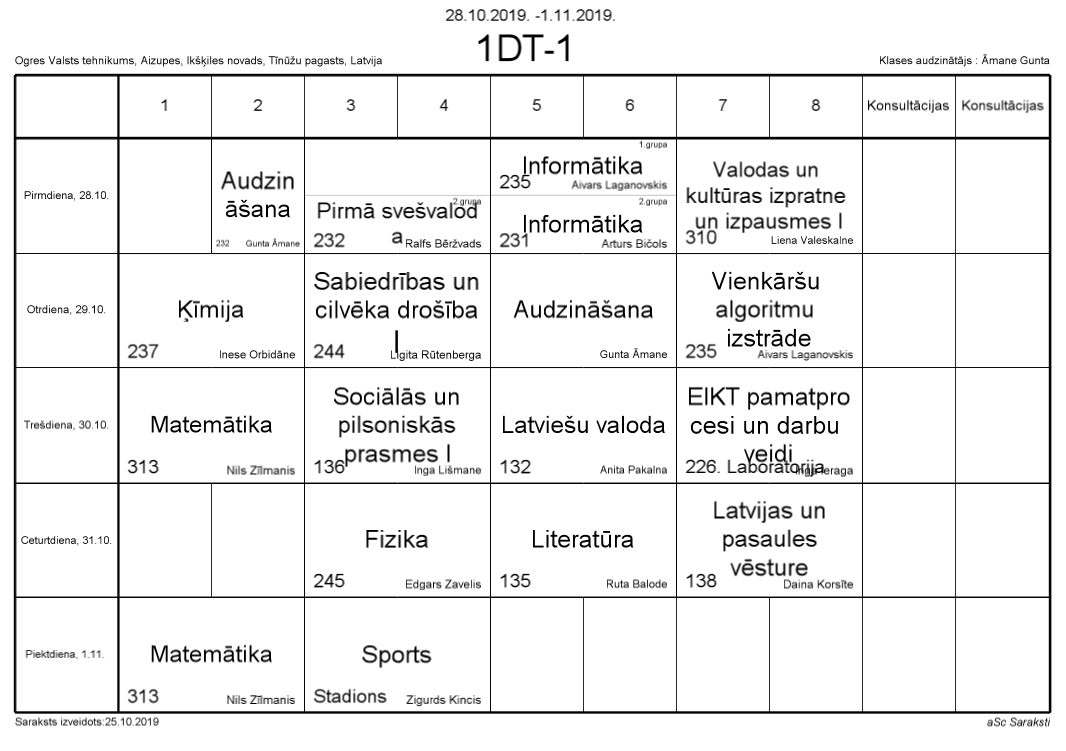 28.10.2019. -1.11.2019.
1DT-1
Ogres Valsts tehnikums, Aizupes, Ikšķiles novads, Tīnūžu pagasts, Latvija
Klases audzinātājs : Āmane Gunta
1 2 3 4 5 6 7 8 Konsultācijas Konsultācijas
Pirmdiena, 28.10.
Audzin
āšana
232 Gunta Āmane
2.grupa
Pirmā svešvalod
a
232 Ralfs Bēržvads
1.grupa
Informātika
235 Aivars Laganovskis
2.grupa
Informātika
231 Arturs Bičols
Valodas un
kultūras izpratne
un izpausmes I
310 Liena Valeskalne
Otrdiena, 29.10.
Ķīmija
237 Inese Orbidāne
Sabiedrības un
cilvēka drošība
I
244 Ligita Rūtenberga
Audzināšana
Gunta Āmane
Vienkāršu
algoritmu
izstrāde
235 Aivars Laganovskis
Trešdiena, 30.10.
Matemātika
313 Nils Zīlmanis
Sociālās un
pilsoniskās
prasmes I
136 Inga Lišmane
Latviešu valoda
132 Anita Pakalna
EIKT pamatpro
cesi un darbu
veidi
226. Laboratorija Inga Ieraga
Ceturtdiena, 31.10.
Fizika
245 Edgars Zavelis
Literatūra
135 Ruta Balode
Latvijas un
pasaules
vēsture
138 Daina Korsīte
Piektdiena, 1.11.
Matemātika
313 Nils Zīlmanis
Sports
Stadions Zigurds Kincis
Saraksts izveidots:25.10.2019
aSc Saraksti